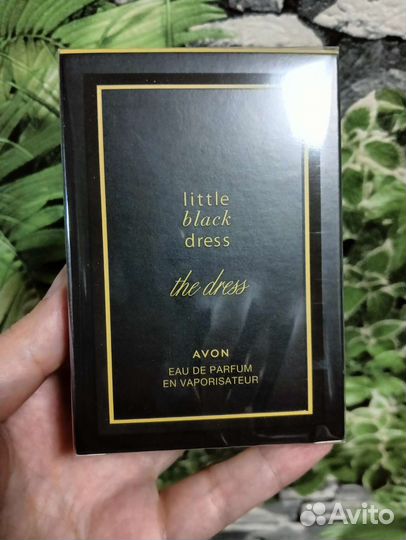 little
black
dress
the dress
AVON
EAU DE PARFUM
EN VAPORISATEUR
Avito